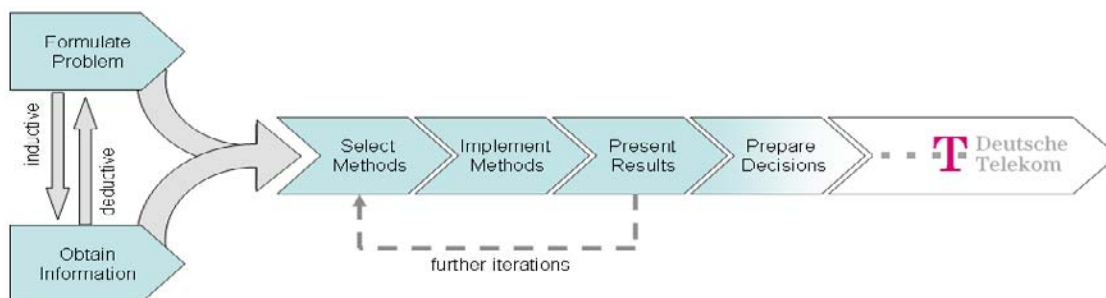 Formulate
Problem
inductive
deductive
Obtain
Information
Select
Methods
Implement
Methods
Present
Results
Prepare
Decisions
T Deutsche
Telekom
further iterations